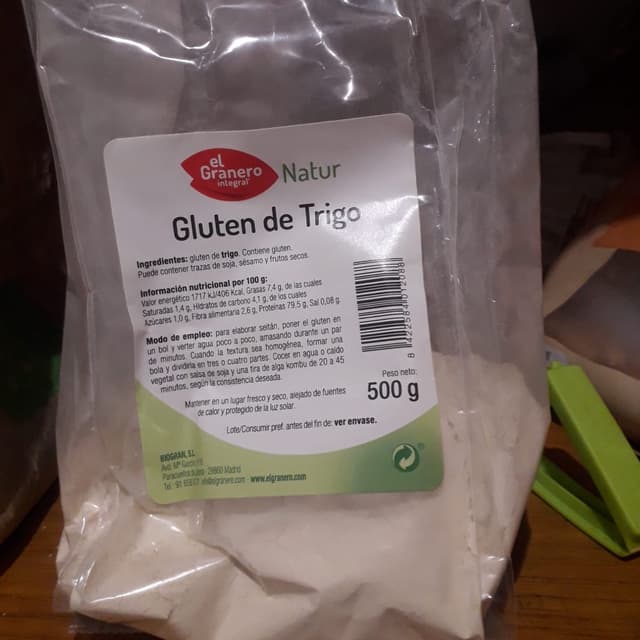 el
Granero
integral
Natur
Gluten de Trigo
Ingredientes: gluten de trigo. Contiene gluten.
Puede contener trazas de soja, sésamo y frutos secos.
Información nutricional por 100 g:
Valor energético 1717 kJ/406 Kcal, Grasas 7,4 g, de las cuales
Saturadas 1,4 g, Hidratos de carbono 4,1 g, de los cuales
Azúcares 1,0 g, Fibra alimentaria 2,6 g, Proteínas 79,5 g, Sal 0,08 g.
Modo de empleo: para elaborar seitán, poner el gluten en
un bol y verter agua poco a poco, amasando durante un par
de minutos. Cuando la textura sea homogénea, formar una
bola y dividirla en tres o cuatro partes. Cocer en agua o caldo
vegetal con salsa de soja y una tira de alga kombu de 20 a 45
minutos, según la consistencia deseada.
Peso neto:
500 g
Mantener en un lugar fresco y seco, alejado de fuentes
de calor y protegido de la luz solar.
Lote/Consumir pref. antes del fin de: ver envase.
BIOGRAN, S.L.
Avd. Mª
Paracuellos Jarama - 28860 Madrid
www.elgranero.com